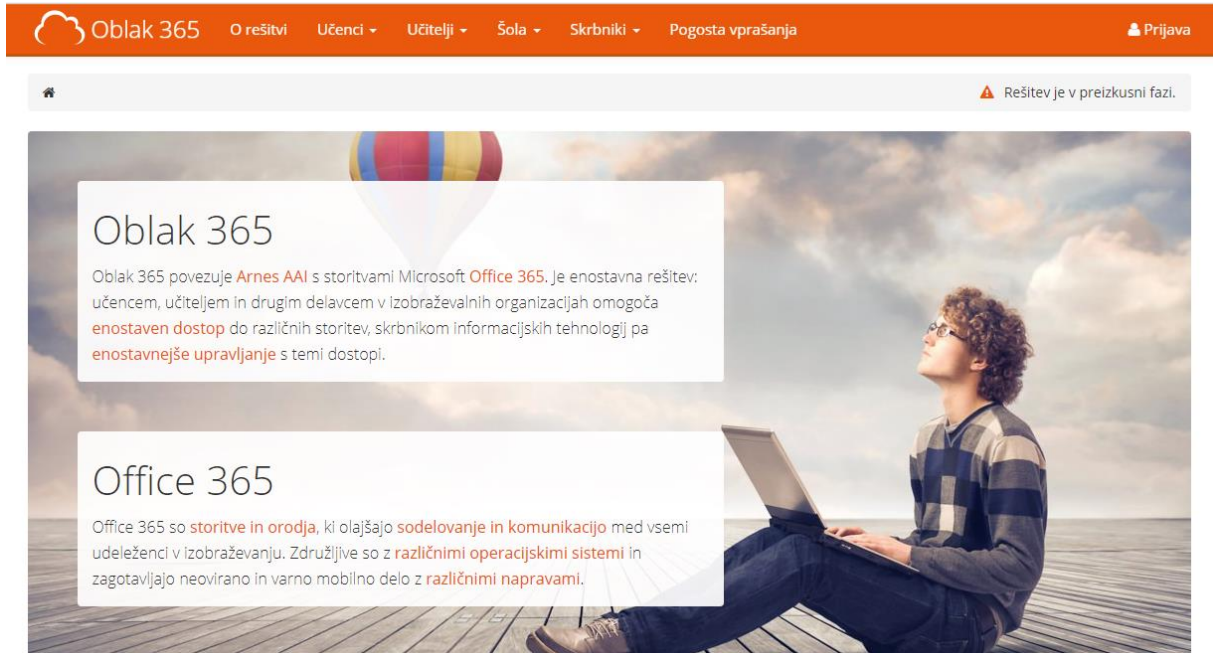 Oblak 365 O rešitvi Učenci Učitelji Šola Skrbniki Pogosta vprašanja Prijava
Rešitev je v preizkusni fazi.
Oblak 365
Oblak 365 povezuje Arnes AAI s storitvami Microsoft Office 365. Je enostavna rešitev:
učencem, učiteljem in drugim delavcem v izobraževalnih organizacijah omogoča
enostaven dostop do različnih storitev, skrbnikom informacijskih tehnologij pa
enostavnejše upravljanje s temi dostopi.
Office 365
Office 365 so storitve in orodja, ki olajšajo sodelovanje in komunikacijo med vsemi
udeleženci v izobraževanju. Združljive so z različnimi operacijskimi sistemi in
zagotavljajo neovirano in varno mobilno delo z različnimi napravami.